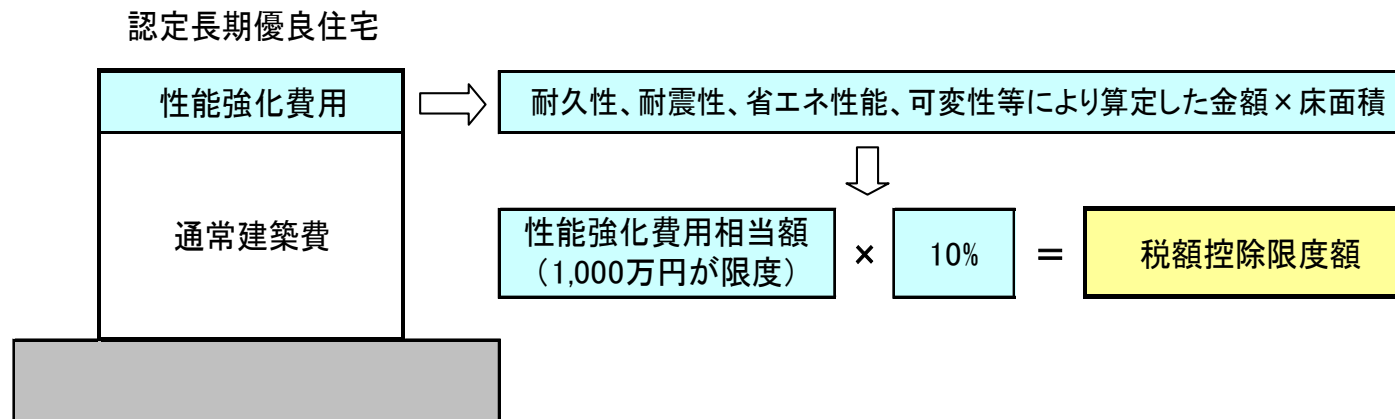 認定長期優良住宅
性能強化費用
耐久性、耐震性、省エネ性能、可変性等により算定した金額×床面積
通常建築費
性能強化費用相当額
（1,000万円が限度）
×
10%
＝
税額控除限度額